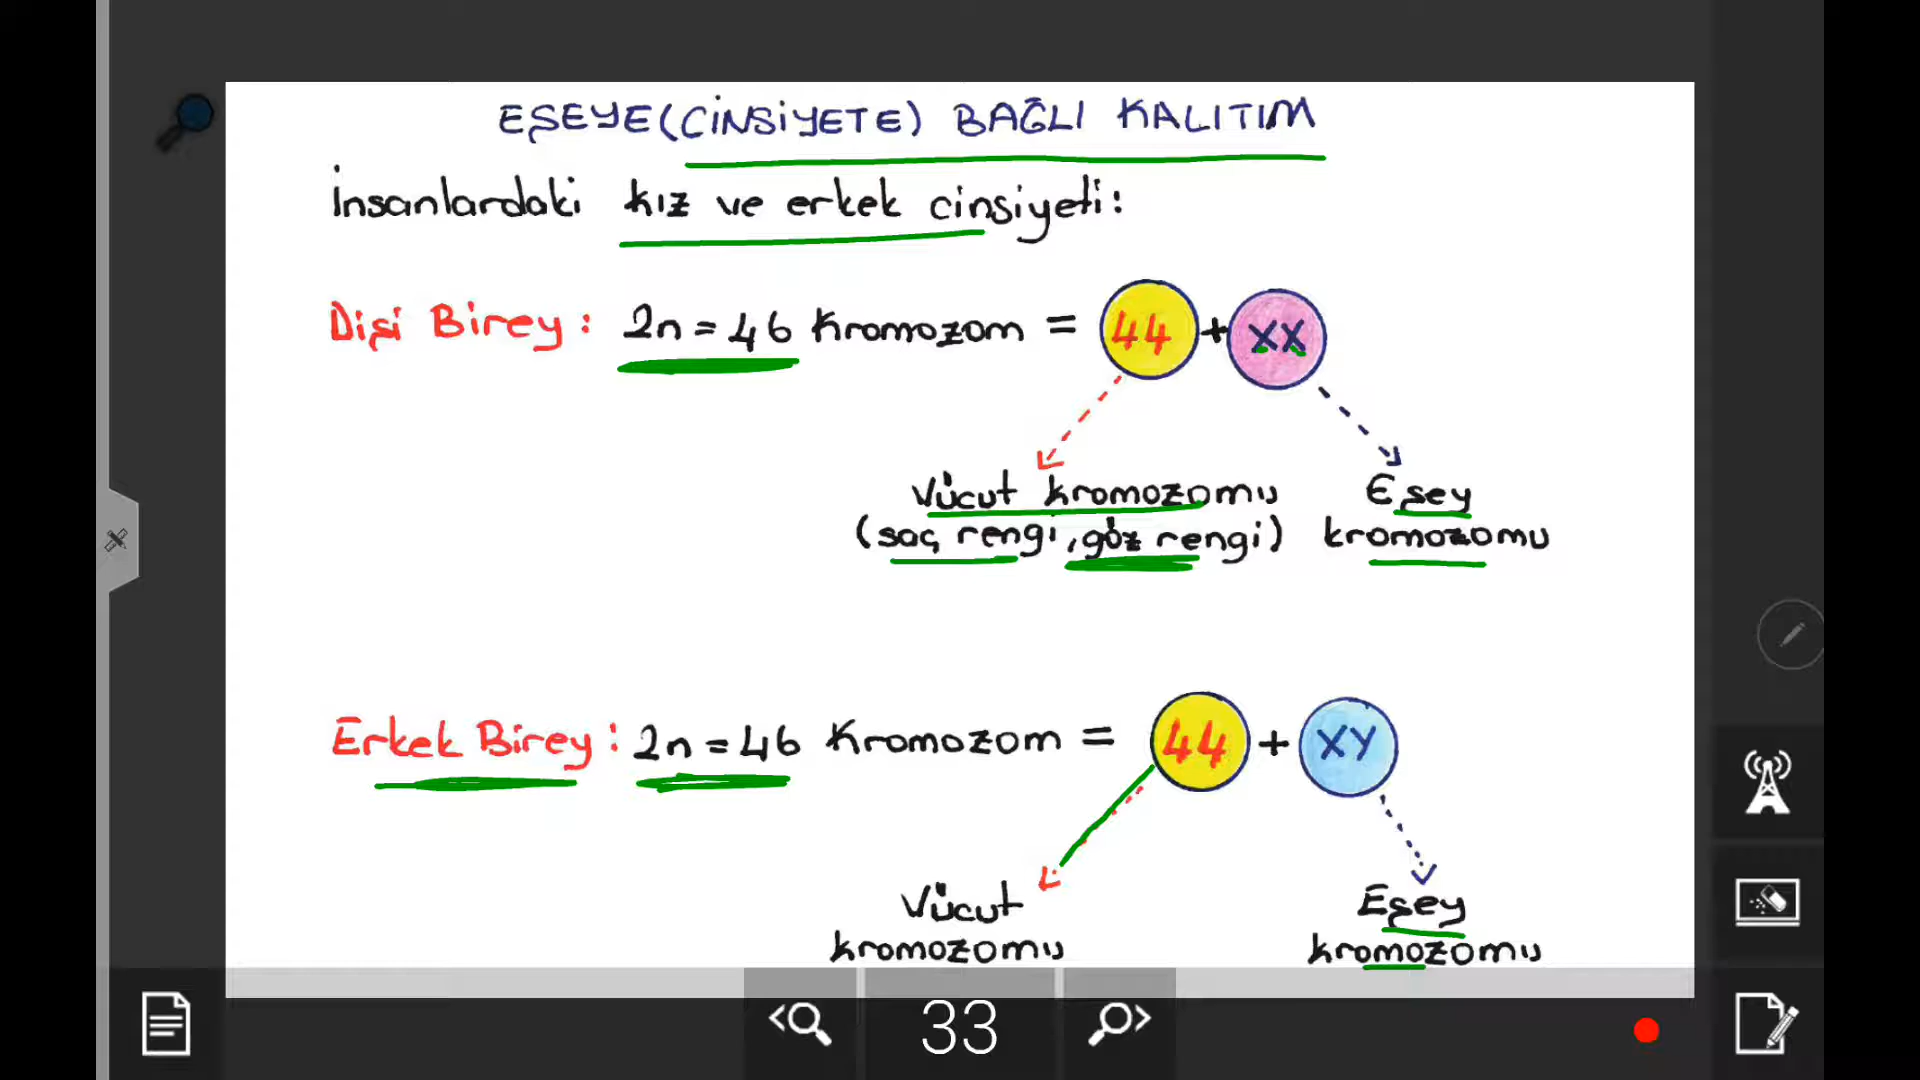 EŞEYE(CİNSİYETE) BAĞLI KALITIM
İnsanlardaki kız ve erkek cinsiyeti:
Dişi Birey: 2n = 46 Kromozom = 44 + XX
Vücut kromozomu
(saç rengi, göz rengi)
Eşey
kromozomu
Erkek Birey: 2n = 46 Kromozom = 44 + XY
Vücut
kromozomu
Eşey
kromozomu
33